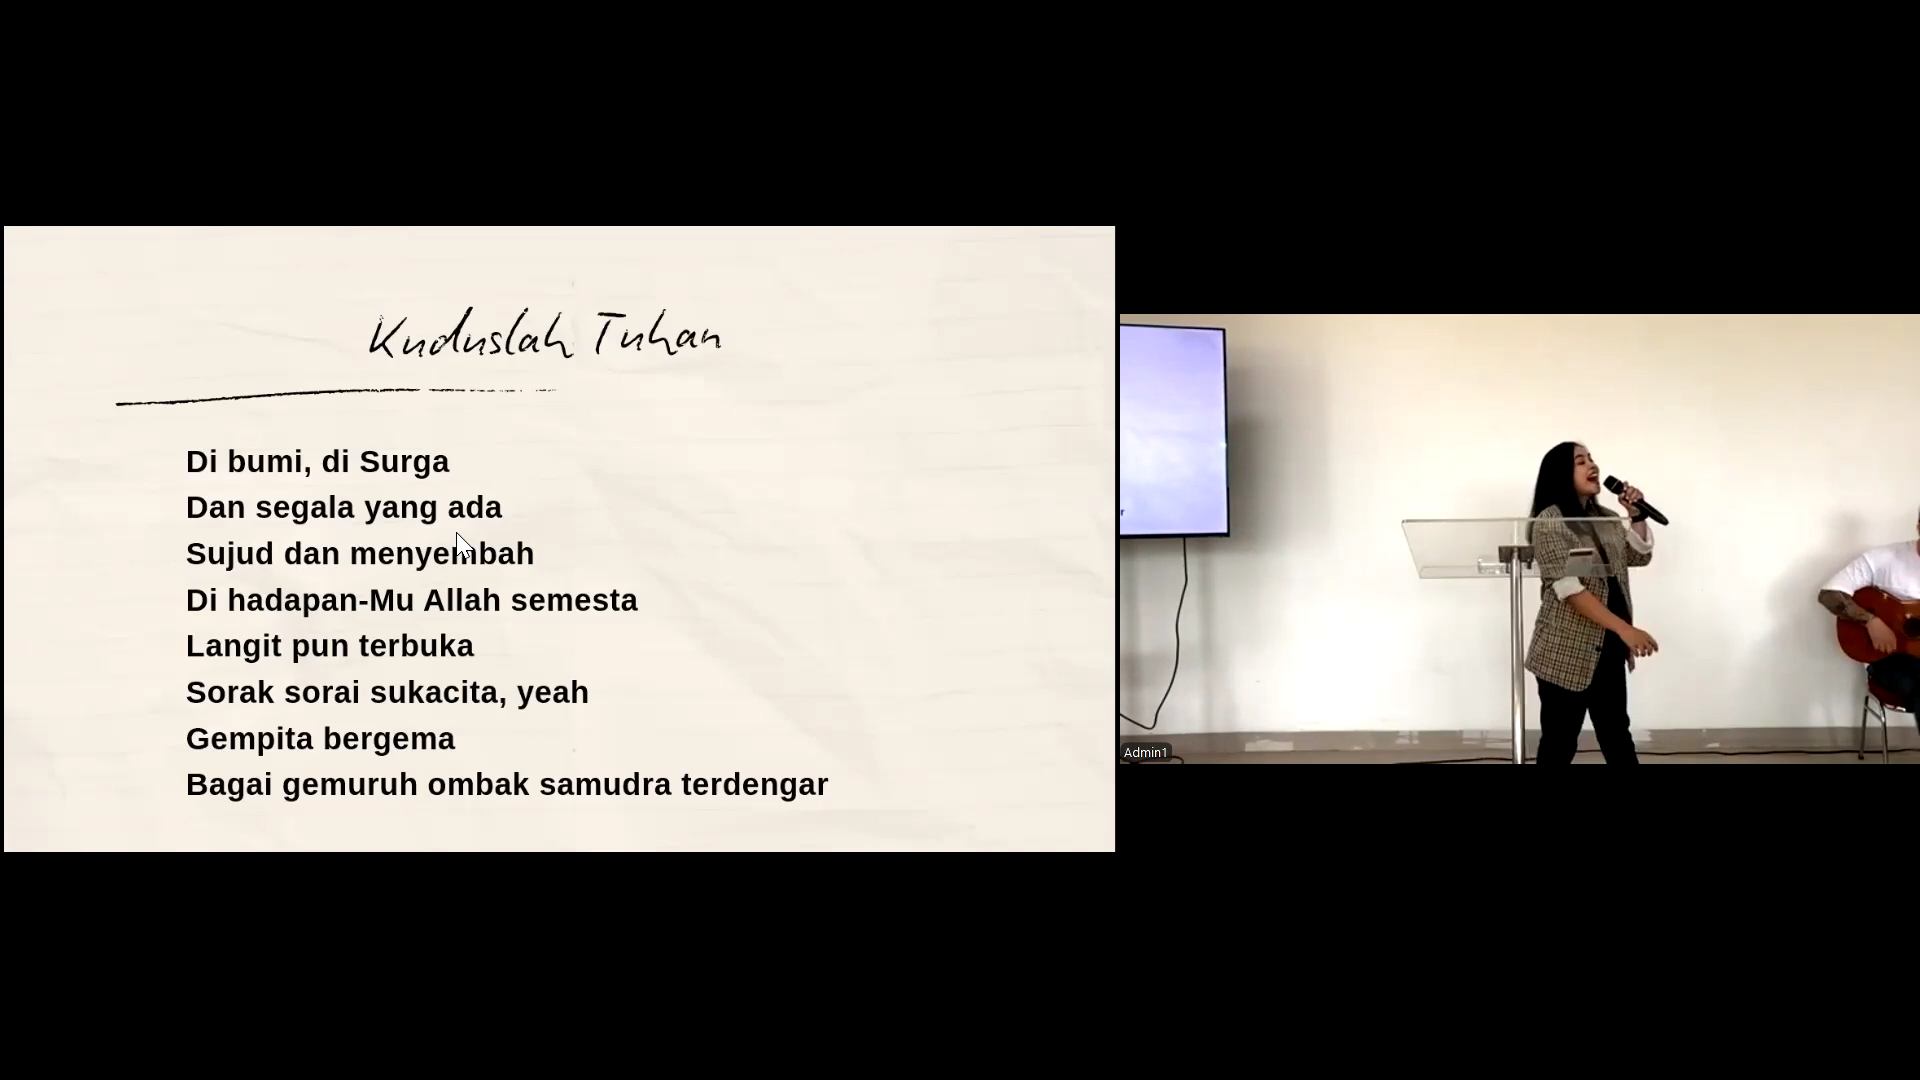 Kuduslah Tuhan
Di bumi, di Surga
Dan segala yang ada
Sujud dan menyembah
Di hadapan-Mu Allah semesta
Langit pun terbuka
Sorak sorai sukacita, yeah
Gempita bergema
Bagai gemuruh ombak samudra terdengar
r
Admin1